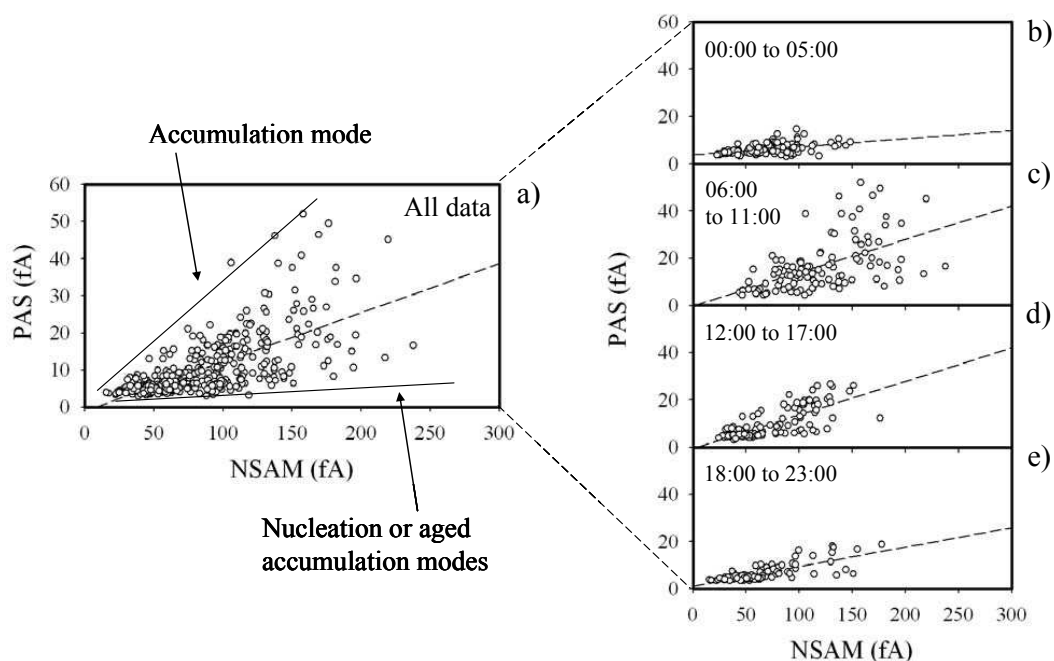 Accumulation mode
60
50
40
30
20
10
0
PAS (fA)
All data
a)
0 50 100 150 200 250 300
NSAM (fA)
Nucleation or aged
accumulation modes
b)
60
40
20
0
00:00 to 05:00
c)
40
20
0
06:00
to 11:00
PAS (fA)
d)
40
20
0
12:00 to 17:00
e)
40
20
0
18:00 to 23:00
0 50 100 150 200 250 300
NSAM (fA)